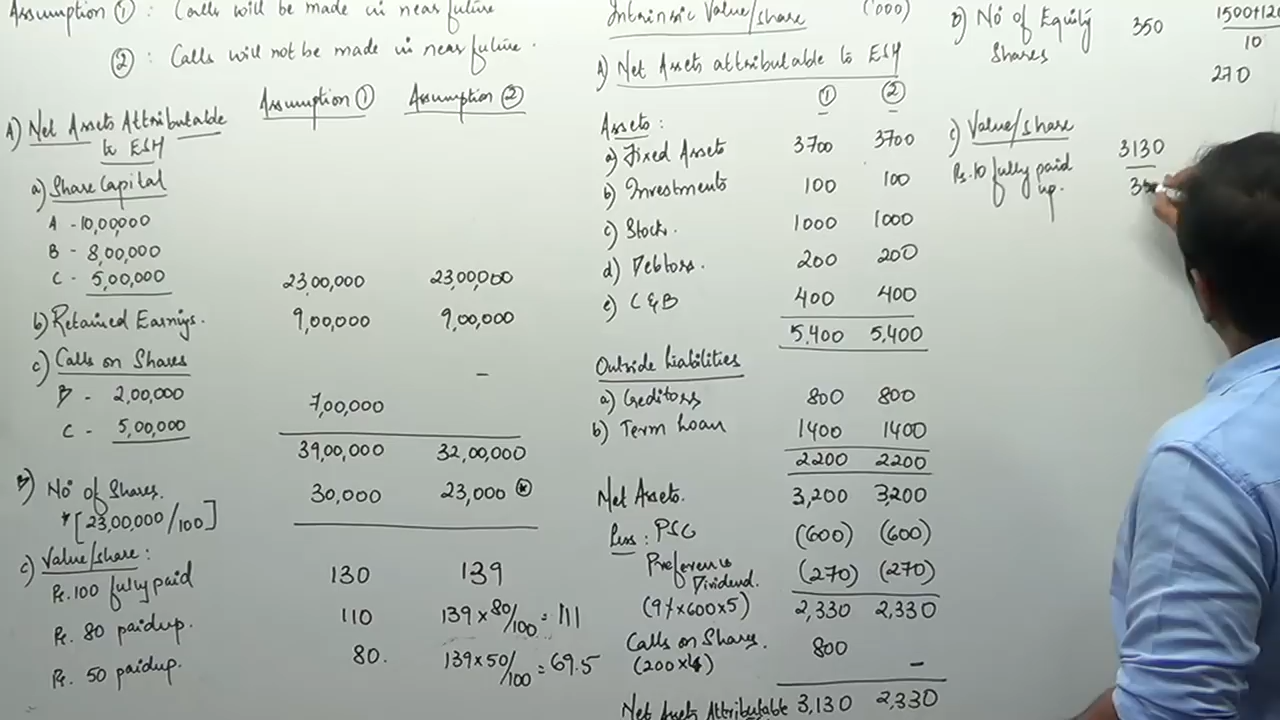 Assumption ① : Calls will be made in near future
② : Calls will not be made in near future.
Assumption ① Assumption ②
A) Net Assets Attributable
to ESH
a) Share Capital
A - 10,00,000
B - 8,00,000
C - 5,00,000 23,00,000 23,00,000
b) Retained Earnigs. 9,00,000 9,00,000
c) Calls on Shares -
B - 2,00,000 7,00,000
C - 5,00,000
39,00,000 32,00,000
B) No of Shares. 30,000 23,000 *
*[23,00,000/100]
c) Value/share :
Rs. 100 fully paid 130 139
Rs. 80 paidup. 110 139 x 80/100 = 111
Rs. 50 paidup. 80. 139 x 50/100 = 69.5
Intrinsic Value/share ('000)
A) Net Assets attributable to ESH
① ②
Assets :
a) Fixed Assets 3700 3700
b) Investments 100 100
c) Stock. 1000 1000
d) Debtors. 200 200
e) C&B 400 400
5,400 5,400
Outside Liabilities
a) Creditors 800 800
b) Term Loan 1400 1400
2200 2200
Net Assets. 3,200 3,200
Less : PSC (600) (600)
Preference
Dividend. (270) (270)
(9%x600x5) 2,330 2,330
Calls on Shares. 800
(200x4) -
Net Assets Attributable 3,130 2,330
B) No of Equity 350 1500+120
Shares 10
270
c) Value/share
Rs. 10 fully paid 3130
up. 35